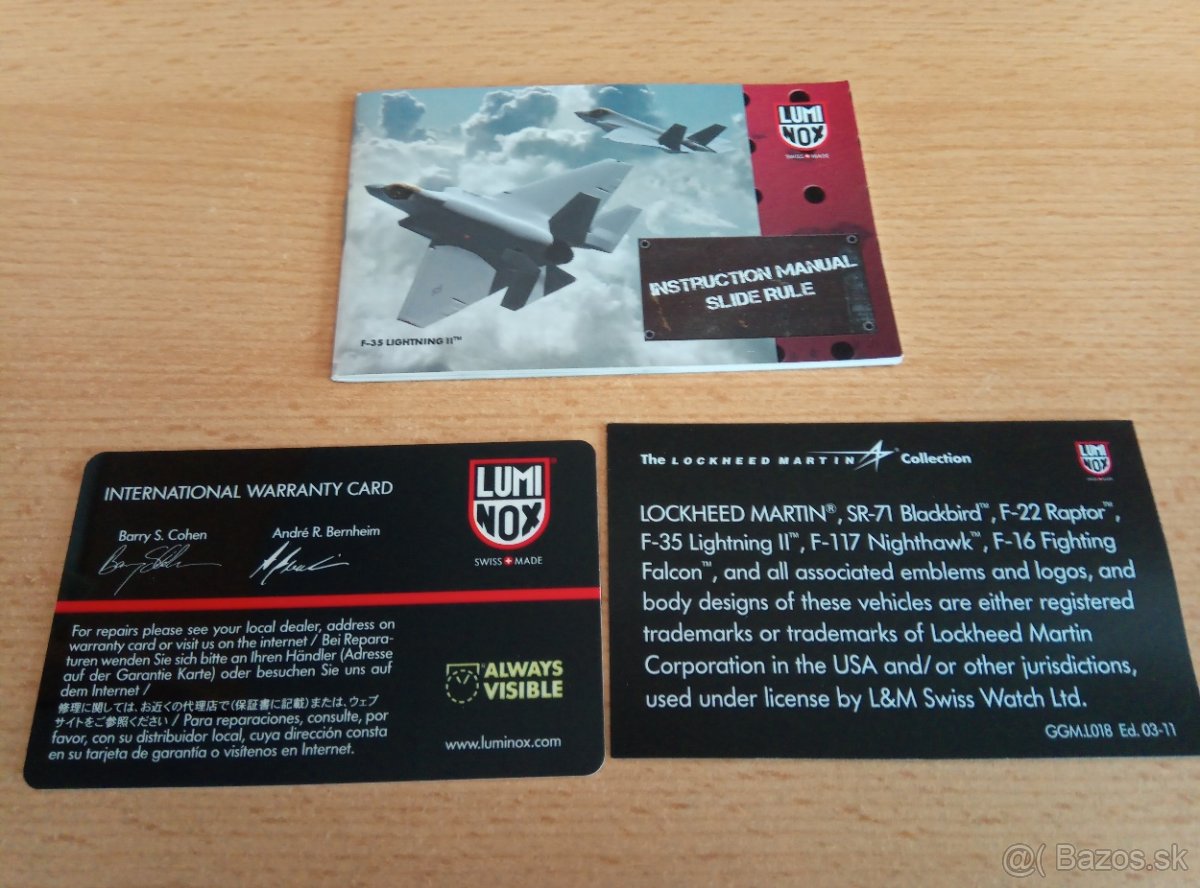 LUMI
NOX
SWISS MADE
INSTRUCTION MANUAL
SLIDE RULE
F-35 LIGHTNING II™
INTERNATIONAL WARRANTY CARD
Barry S. Cohen
André R. Bernheim
LUMI
NOX
SWISS MADE
For repairs please see your local dealer, address on
warranty card or visit us on the internet / Bei Repara-
turen wenden Sie sich bitte an Ihren Händler (Adresse
auf der Garantie Karte) oder besuchen Sie uns auf
dem Internet /
修理に関しては、お近くの代理店で(保証書に記載)または、ウェブ
サイトをご参照ください / Para reparaciones, consulte, por
favor, con su distribuidor local, cuya dirección consta
en su tarjeta de garantía o visítenos en Internet.
ALWAYS
VISIBLE
www.luminox.com
The LOCKHEED MARTIN Collection
LUMI
NOX
LOCKHEED MARTIN®, SR-71 Blackbird™, F-22 Raptor™,
F-35 Lightning II™, F-117 Nighthawk™, F-16 Fighting
Falcon™, and all associated emblems and logos, and
body designs of these vehicles are either registered
trademarks or trademarks of Lockheed Martin
Corporation in the USA and/or other jurisdictions,
used under license by L&M Swiss Watch Ltd.
GGM.L018 Ed. 03-11
@( Bazos.sk